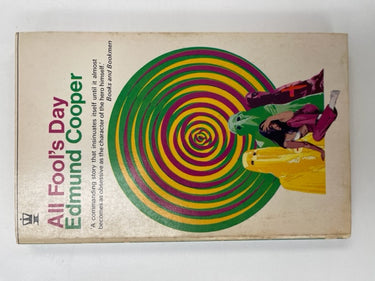 All Fool's Day
Edmund Cooper
'A commanding story that insinuates itself until it almost
becomes as obsessive as the character of the hero himself.'
Books and Bookmen